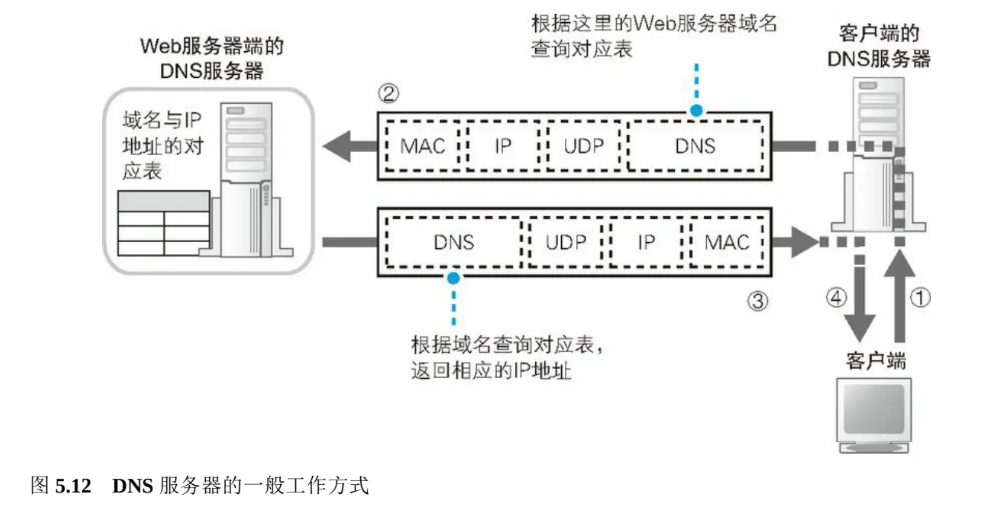 根据这里的Web服务器域名
查询对应表
Web服务器端的
DNS服务器
客户端的
DNS服务器
域名与IP
地址的对
应表
②
MAC
IP
UDP
DNS
DNS
UDP
IP
MAC
③
④
①
根据域名查询对应表，
返回相应的IP地址
客户端
图 5.12 DNS 服务器的一般工作方式